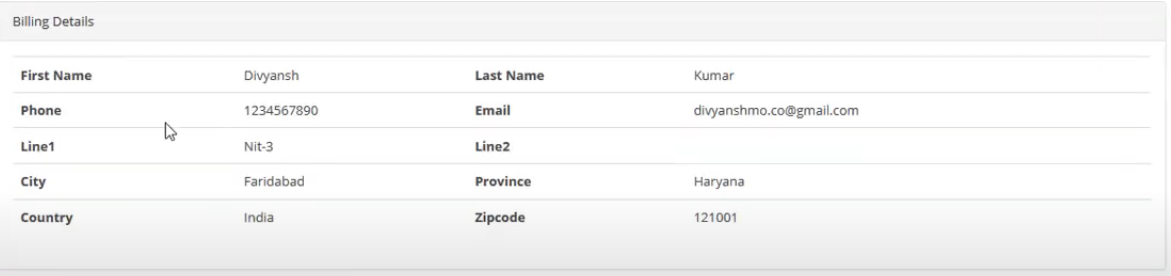 Billing Details
First Name Divyansh Last Name Kumar
Phone 1234567890 Email divyanshmo.co@gmail.com
Line1 Nit-3 Line2
City Faridabad Province Haryana
Country India Zipcode 121001